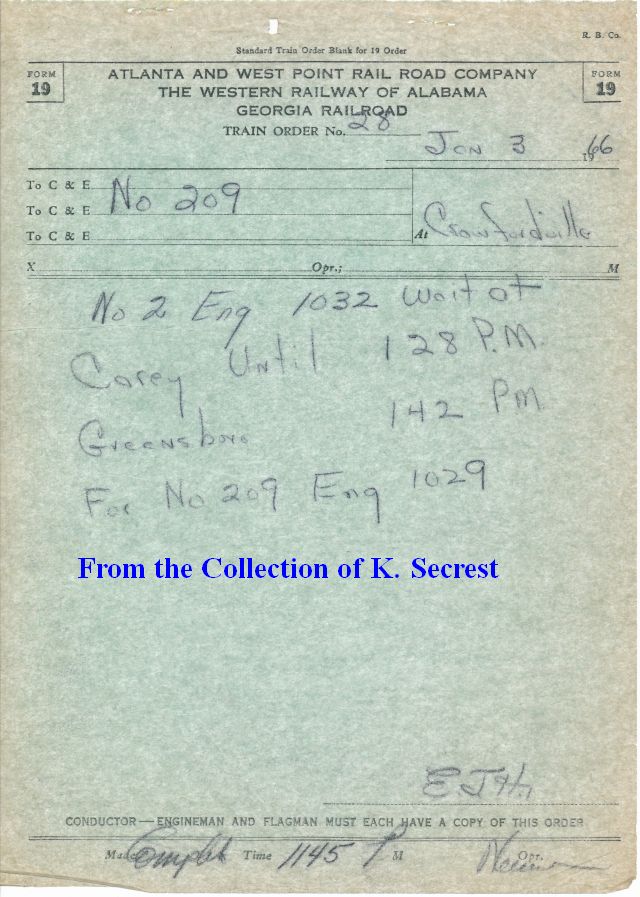 R. B. Co.
Standard Train Order Blank for 19 Order
FORM 19
ATLANTA AND WEST POINT RAIL ROAD COMPANY
THE WESTERN RAILWAY OF ALABAMA
GEORGIA RAILROAD
FORM 19
TRAIN ORDER No. 28
Jan 3 1966
To C & E No 209
To C & E
To C & E
At Crawfordville
X Opr.; M
No 2 Eng 1032 Wait at
Carey Until 128 P.M.
Greensboro 142 PM.
For No 209 Eng 1029
From the Collection of K. Secrest
EJH
CONDUCTOR—ENGINEMAN AND FLAGMAN MUST EACH HAVE A COPY OF THIS ORDER
Made Complete Time 1145 P M Opr.